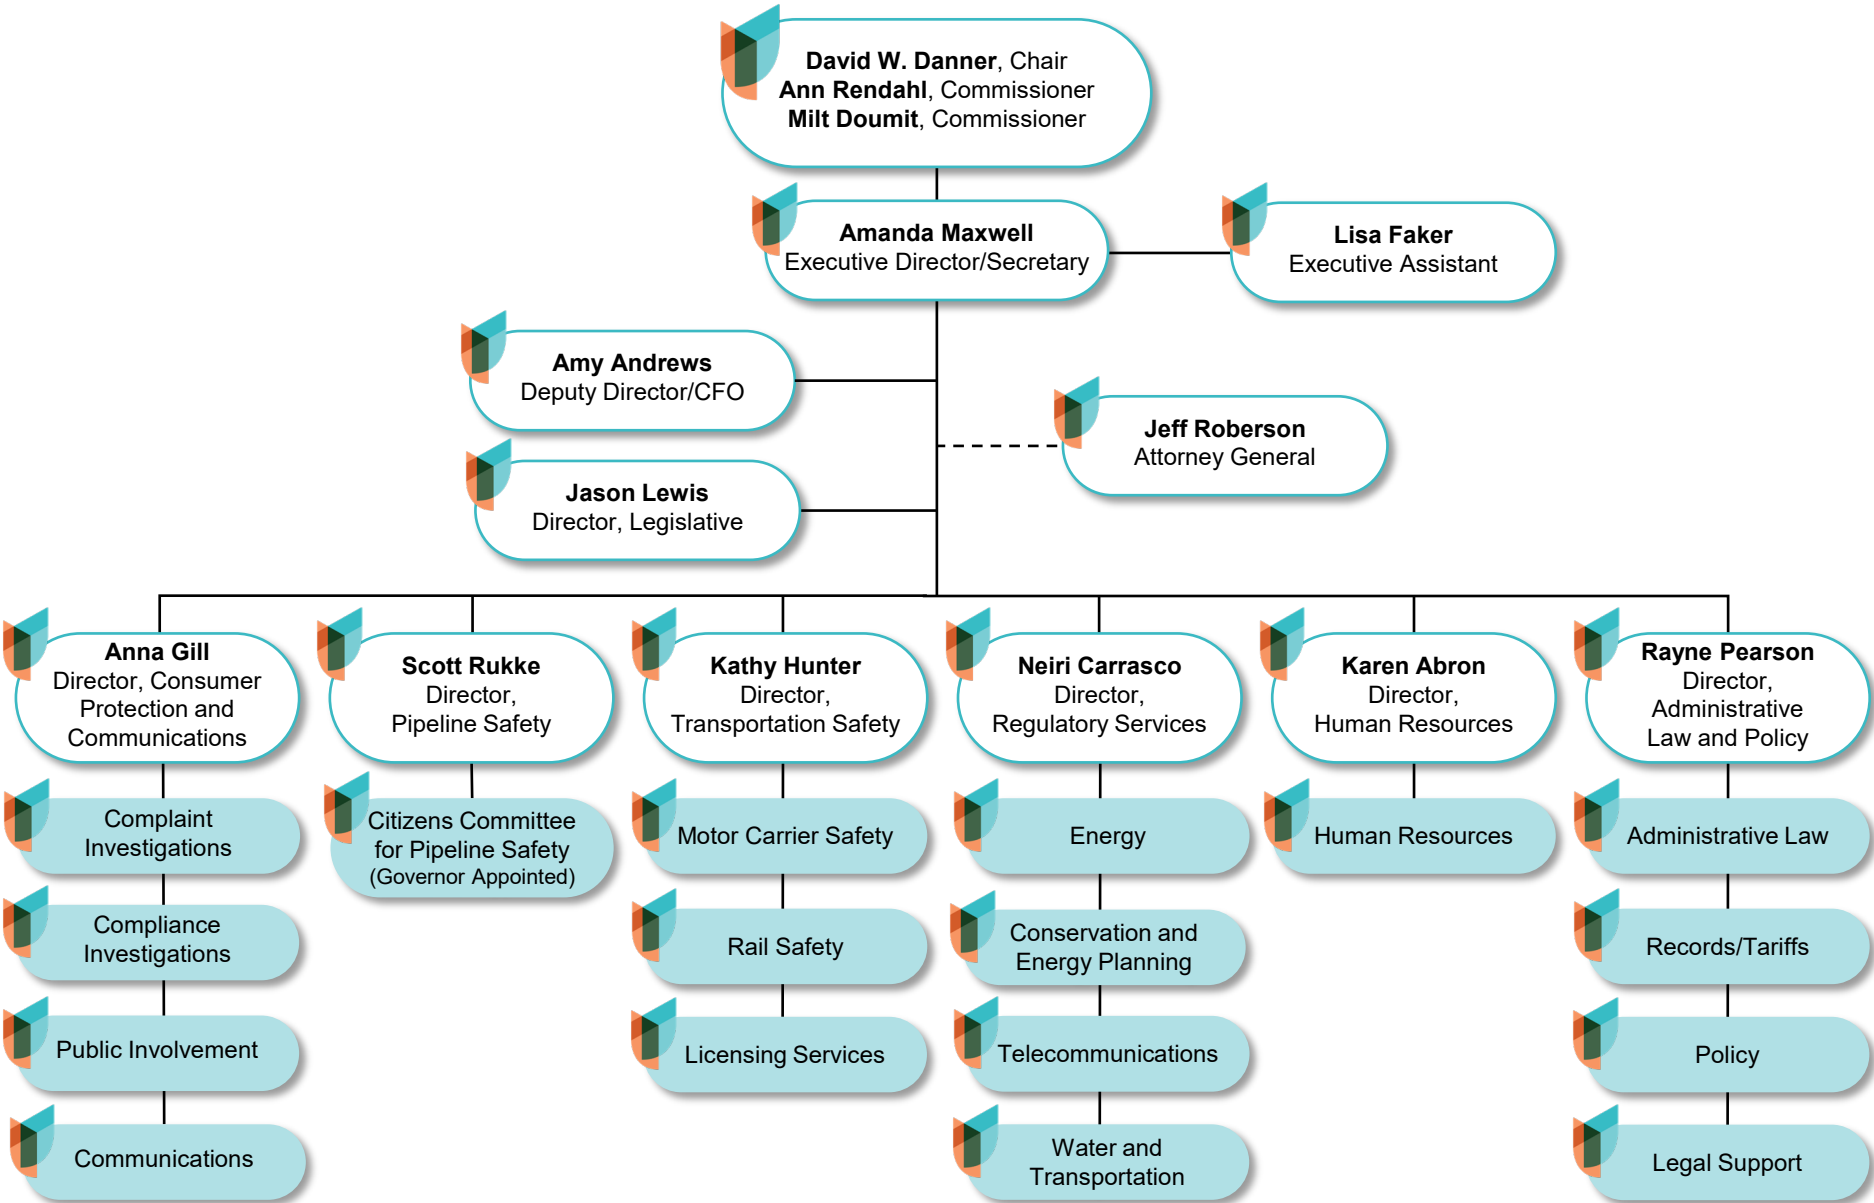 David W. Danner, Chair
Ann Rendahl, Commissioner
Milt Doumit, Commissioner
Amanda Maxwell
Executive Director/Secretary
Lisa Faker
Executive Assistant
Amy Andrews
Deputy Director/CFO
Jeff Roberson
Attorney General
Jason Lewis
Director, Legislative
Anna Gill
Director, Consumer
Protection and
Communications
Scott Rukke
Director,
Pipeline Safety
Kathy Hunter
Director,
Transportation Safety
Neiri Carrasco
Director,
Regulatory Services
Karen Abron
Director,
Human Resources
Rayne Pearson
Director,
Administrative
Law and Policy
Complaint
Investigations
Citizens Committee
for Pipeline Safety
(Governor Appointed)
Motor Carrier Safety
Energy
Human Resources
Administrative Law
Compliance
Investigations
Rail Safety
Conservation and
Energy Planning
Records/Tariffs
Public Involvement
Licensing Services
Telecommunications
Policy
Communications
Water and
Transportation
Legal Support